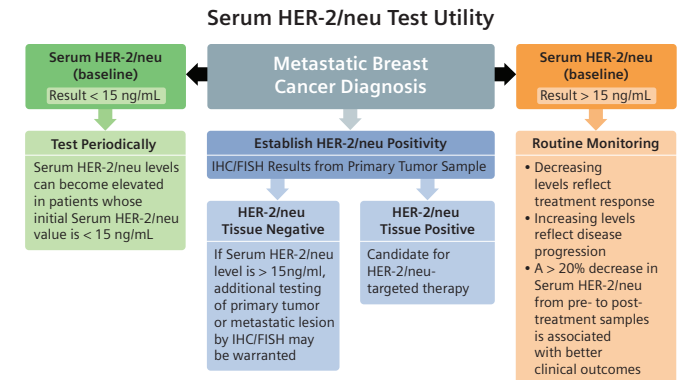 Serum HER-2/neu Test Utility
Serum HER-2/neu
(baseline)
Result < 15 ng/mL
Metastatic Breast
Cancer Diagnosis
Serum HER-2/neu
(baseline)
Result > 15 ng/mL
Test Periodically
Serum HER-2/neu levels
can become elevated
in patients whose
initial Serum HER-2/neu
value is < 15 ng/mL
Establish HER-2/neu Positivity
IHC/FISH Results from Primary Tumor Sample
HER-2/neu
Tissue Negative
If Serum HER-2/neu
level is > 15ng/ml,
additional testing
of primary tumor
or metastatic lesion
by IHC/FISH may
be warranted
HER-2/neu
Tissue Positive
Candidate for
HER-2/neu-
targeted therapy
Routine Monitoring
• Decreasing
levels reflect
treatment response
• Increasing levels
reflect disease
progression
• A > 20% decrease in
Serum HER-2/neu
from pre- to post-
treatment samples
is associated
with better
clinical outcomes